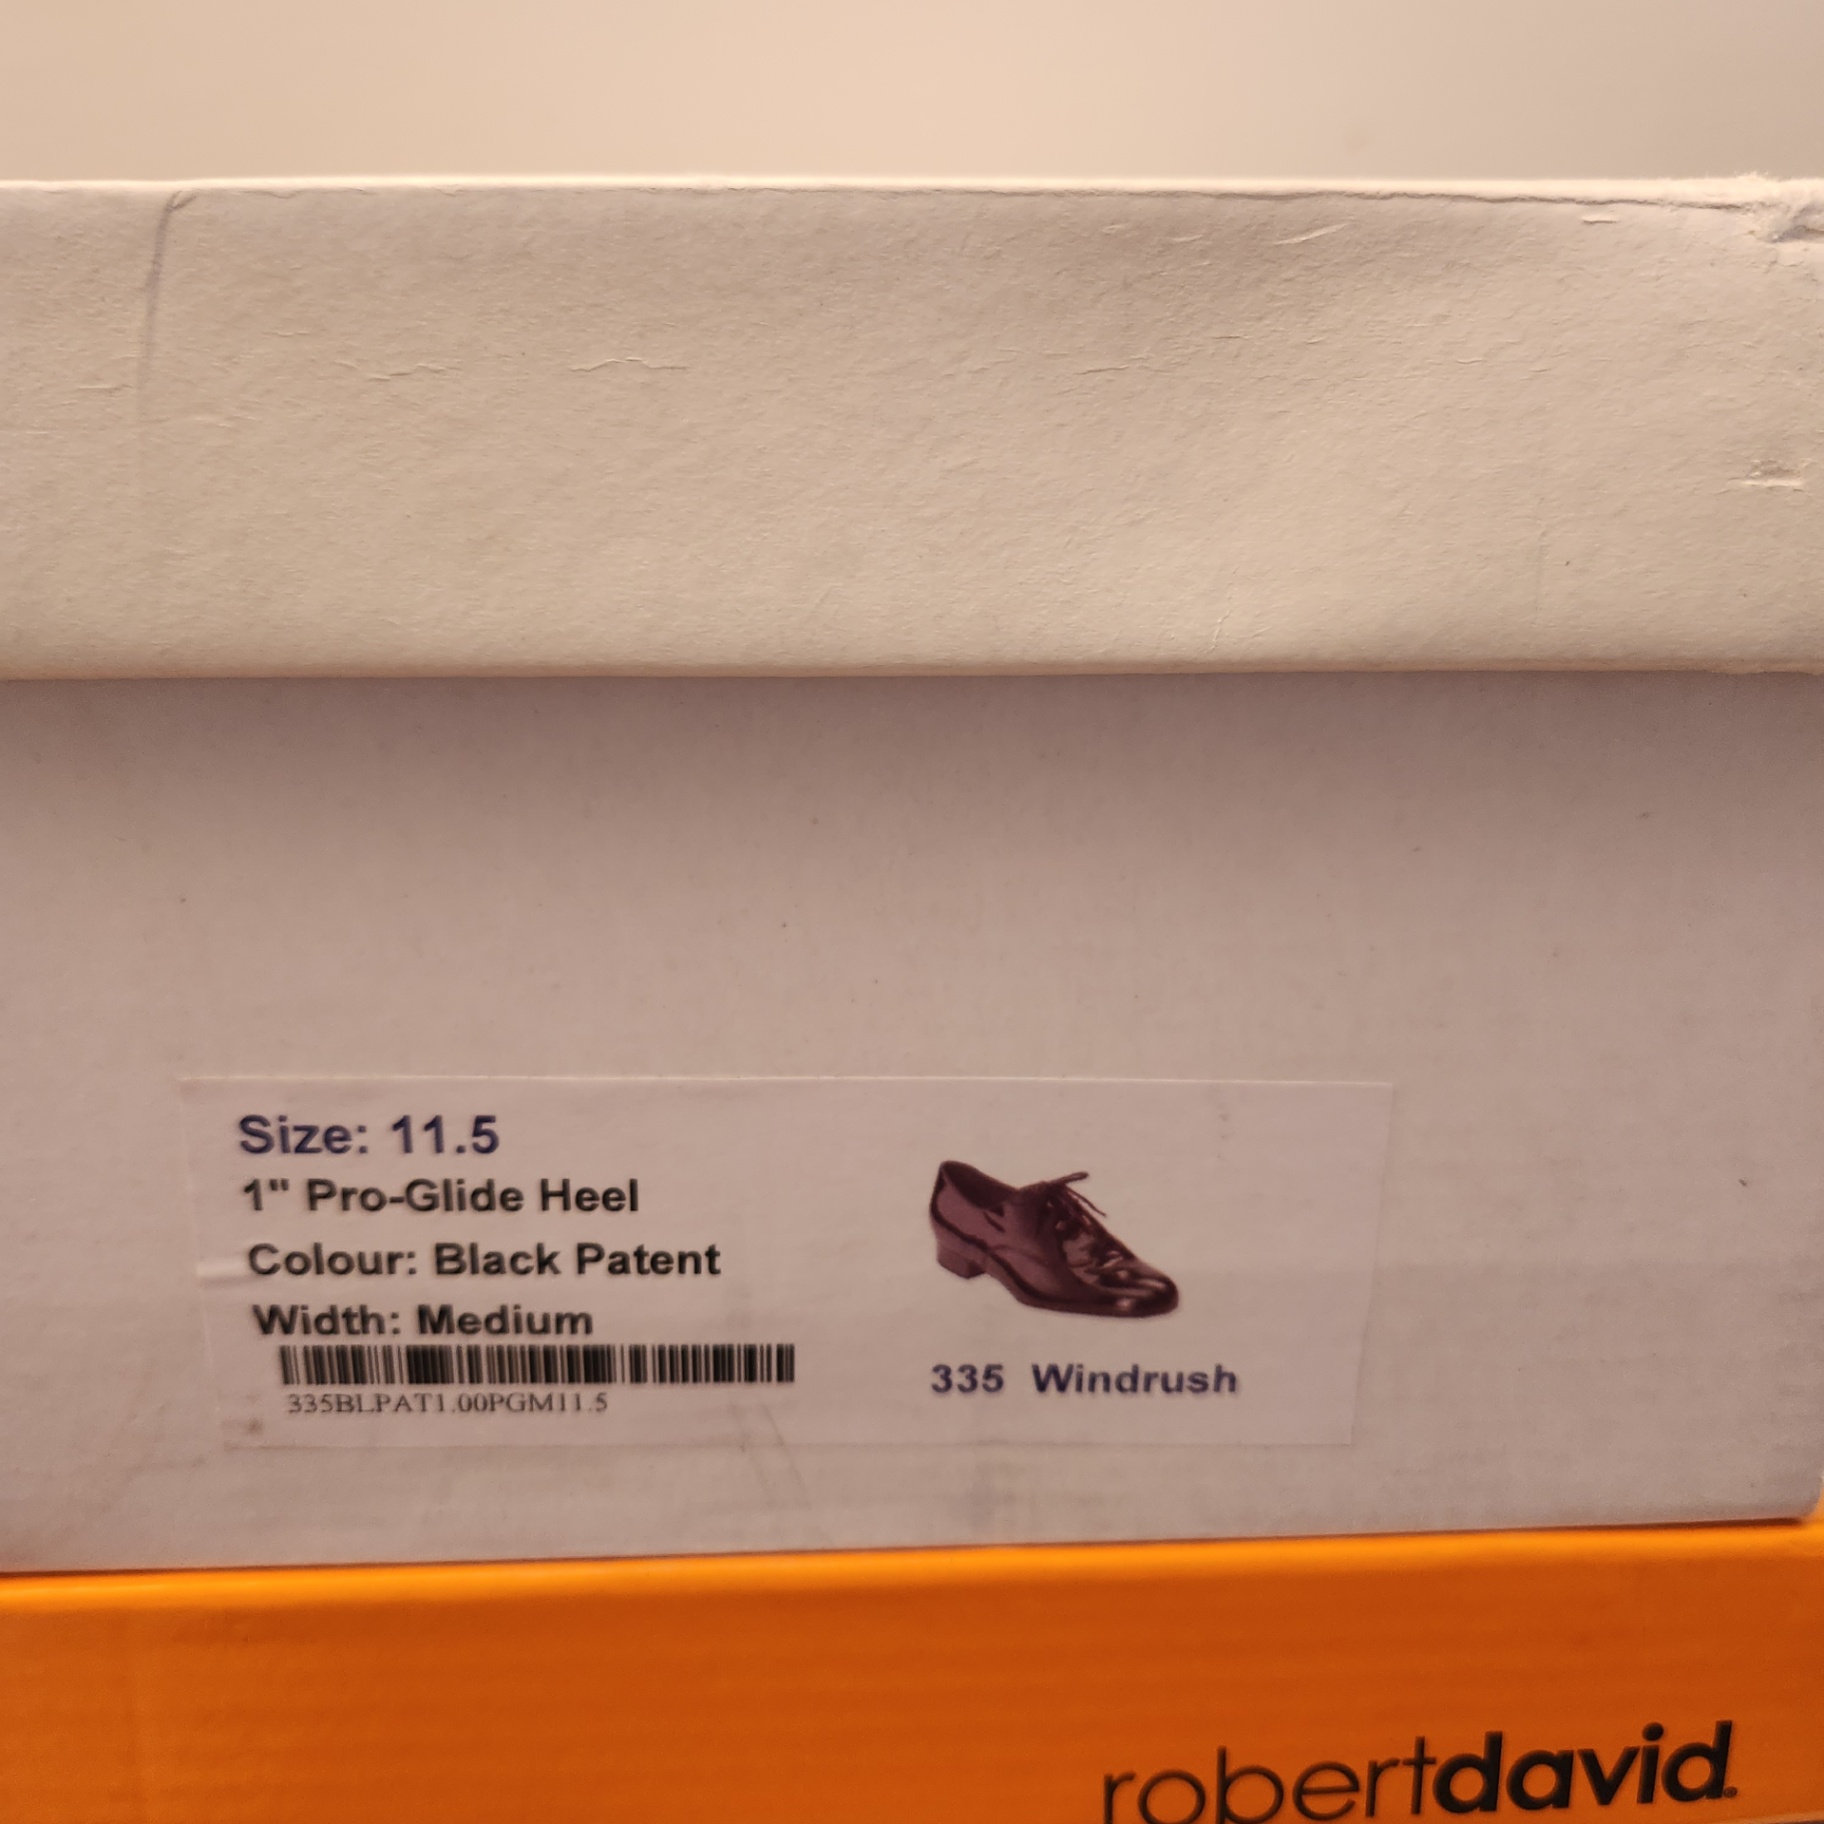 Size: 11.5
1" Pro-Glide Heel
Colour: Black Patent
Width: Medium
335BLPAT1.00PGM11.5
335 Windrush
robertdavid.